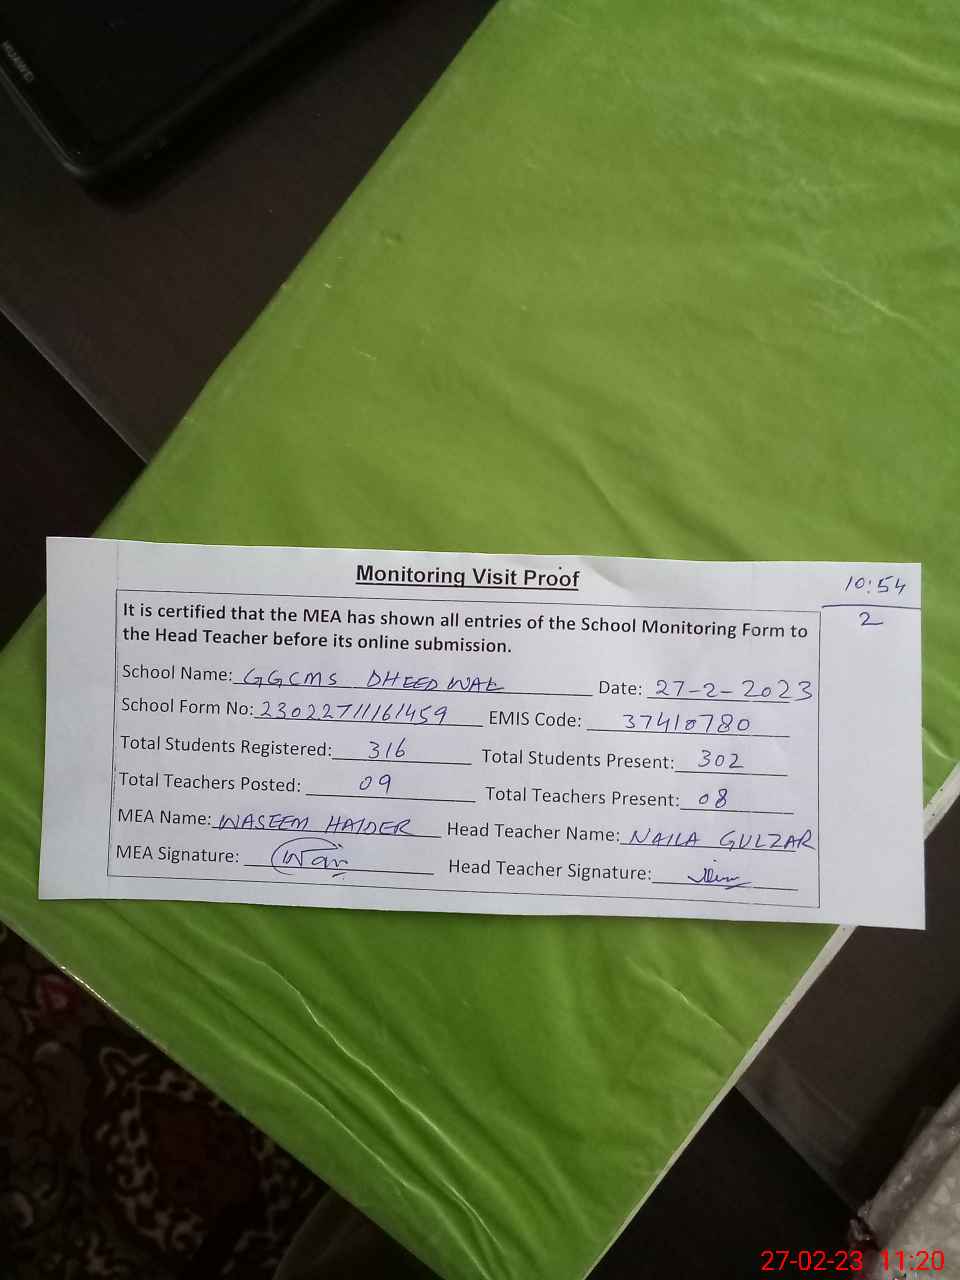 HUAWEI
Monitoring Visit Proof
10:54
2
It is certified that the MEA has shown all entries of the School Monitoring Form to
the Head Teacher before its online submission.
School Name: GGCMS DHEEDWAL Date: 27-2-2023
School Form No: 23022711161459 EMIS Code: 37410780
Total Students Registered: 316 Total Students Present: 302
Total Teachers Posted: 09 Total Teachers Present: 08
MEA Name: WASEEM HAIDER Head Teacher Name: NAILA GULZAR
MEA Signature: Head Teacher Signature:
27-02-23 11:20